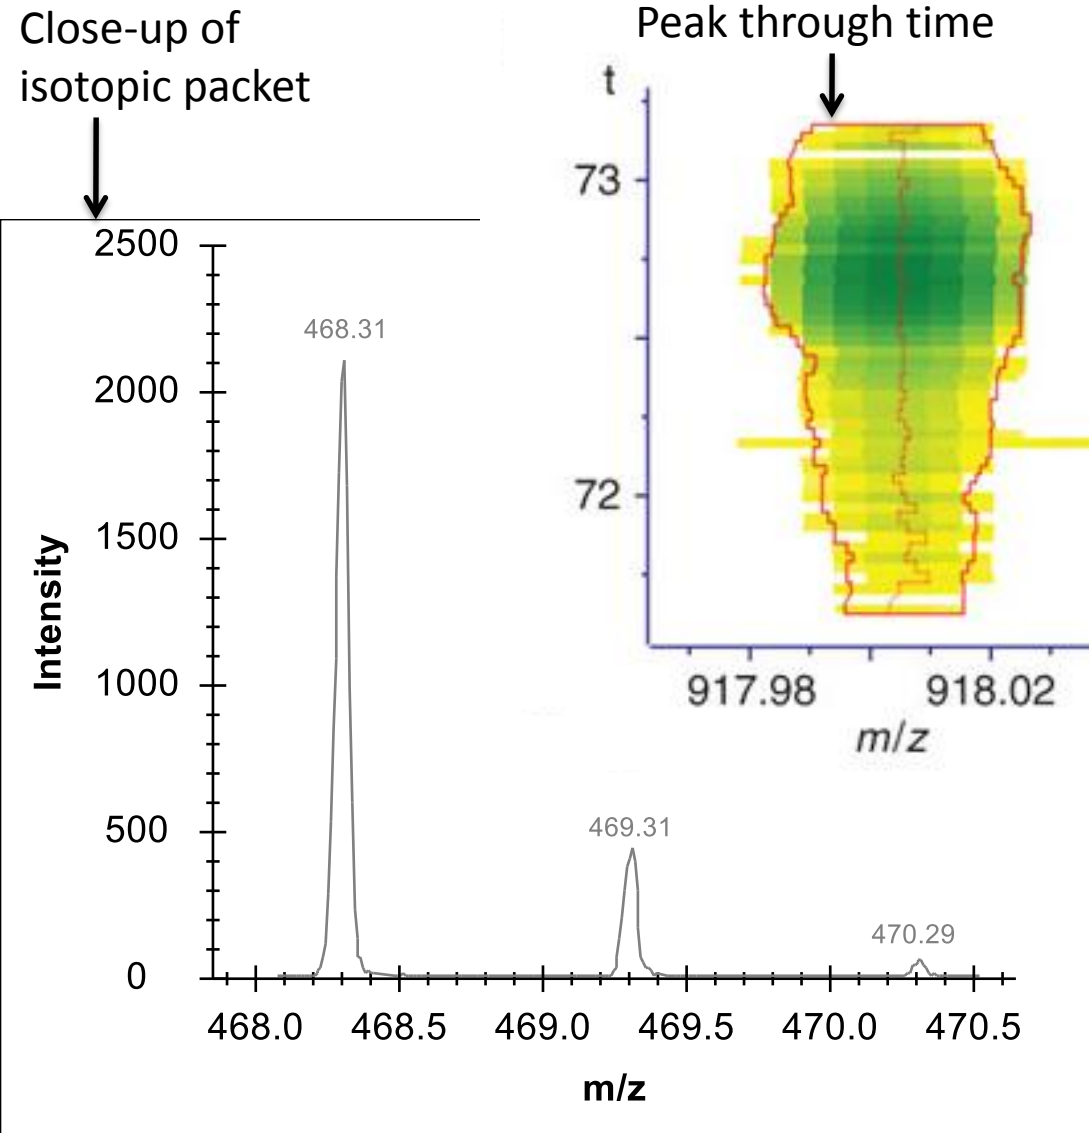 Close-up of
isotopic packet
Peak through time
t
73
72
917.98 918.02
m/z
2500
2000
1500
1000
500
0
Intensity
468.31
469.31
470.29
468.0 468.5 469.0 469.5 470.0 470.5
m/z